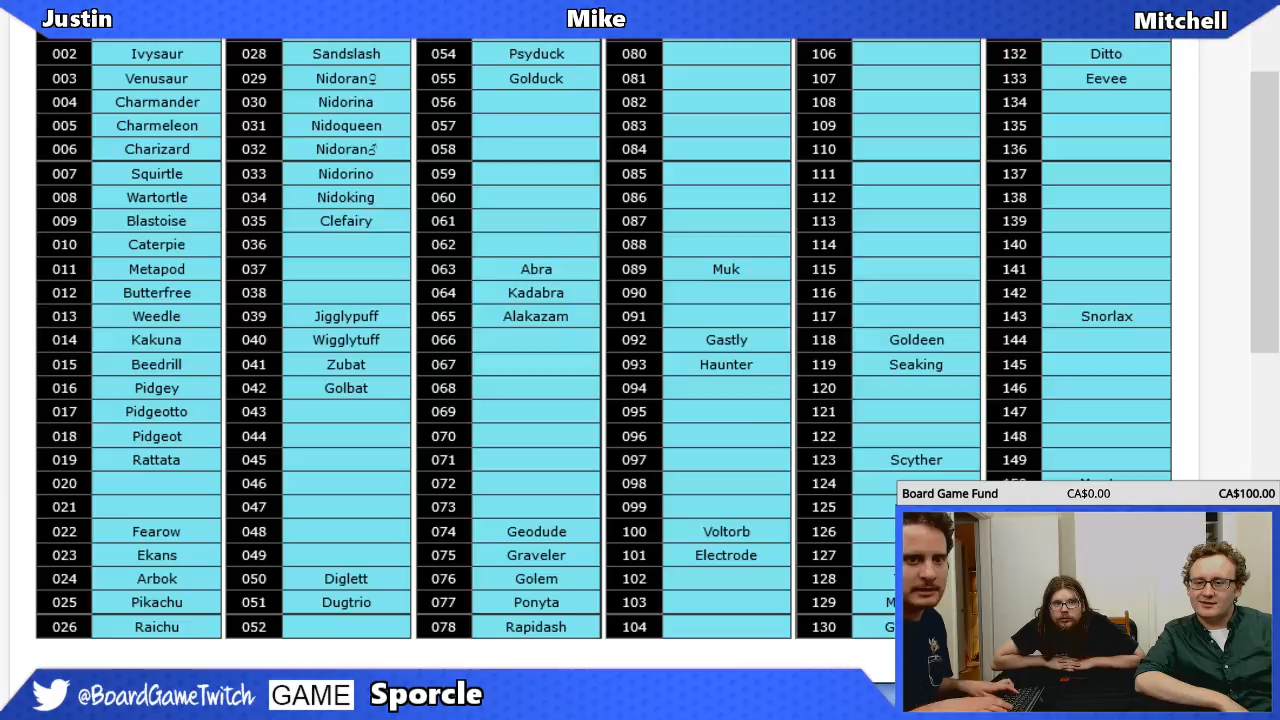 Justin Mike Mitchell
002 Ivysaur 028 Sandslash 054 Psyduck 080 106 132 Ditto
003 Venusaur 029 Nidoran♀ 055 Golduck 081 107 133 Eevee
004 Charmander 030 Nidorina 056 082 108 134
005 Charmeleon 031 Nidoqueen 057 083 109 135
006 Charizard 032 Nidoran♂ 058 084 110 136
007 Squirtle 033 Nidorino 059 085 111 137
008 Wartortle 034 Nidoking 060 086 112 138
009 Blastoise 035 Clefairy 061 087 113 139
010 Caterpie 036 062 088 114 140
011 Metapod 037 063 Abra 089 Muk 115 141
012 Butterfree 038 064 Kadabra 090 116 142
013 Weedle 039 Jigglypuff 065 Alakazam 091 117 143 Snorlax
014 Kakuna 040 Wigglytuff 066 092 Gastly 118 Goldeen 144
015 Beedrill 041 Zubat 067 093 Haunter 119 Seaking 145
016 Pidgey 042 Golbat 068 094 120 146
017 Pidgeotto 043 069 095 121 147
018 Pidgeot 044 070 096 122 148
019 Rattata 045 071 097 123 Scyther 149
020 046 072 098 124
021 047 073 099 125
022 Fearow 048 074 Geodude 100 Voltorb 126
023 Ekans 049 075 Graveler 101 Electrode 127
024 Arbok 050 Diglett 076 Golem 102 128
025 Pikachu 051 Dugtrio 077 Ponyta 103 129 M
026 Raichu 052 078 Rapidash 104 130 G
Board Game Fund CA$0.00 CA$100.00
@BoardGameTwitch GAME Sporcle